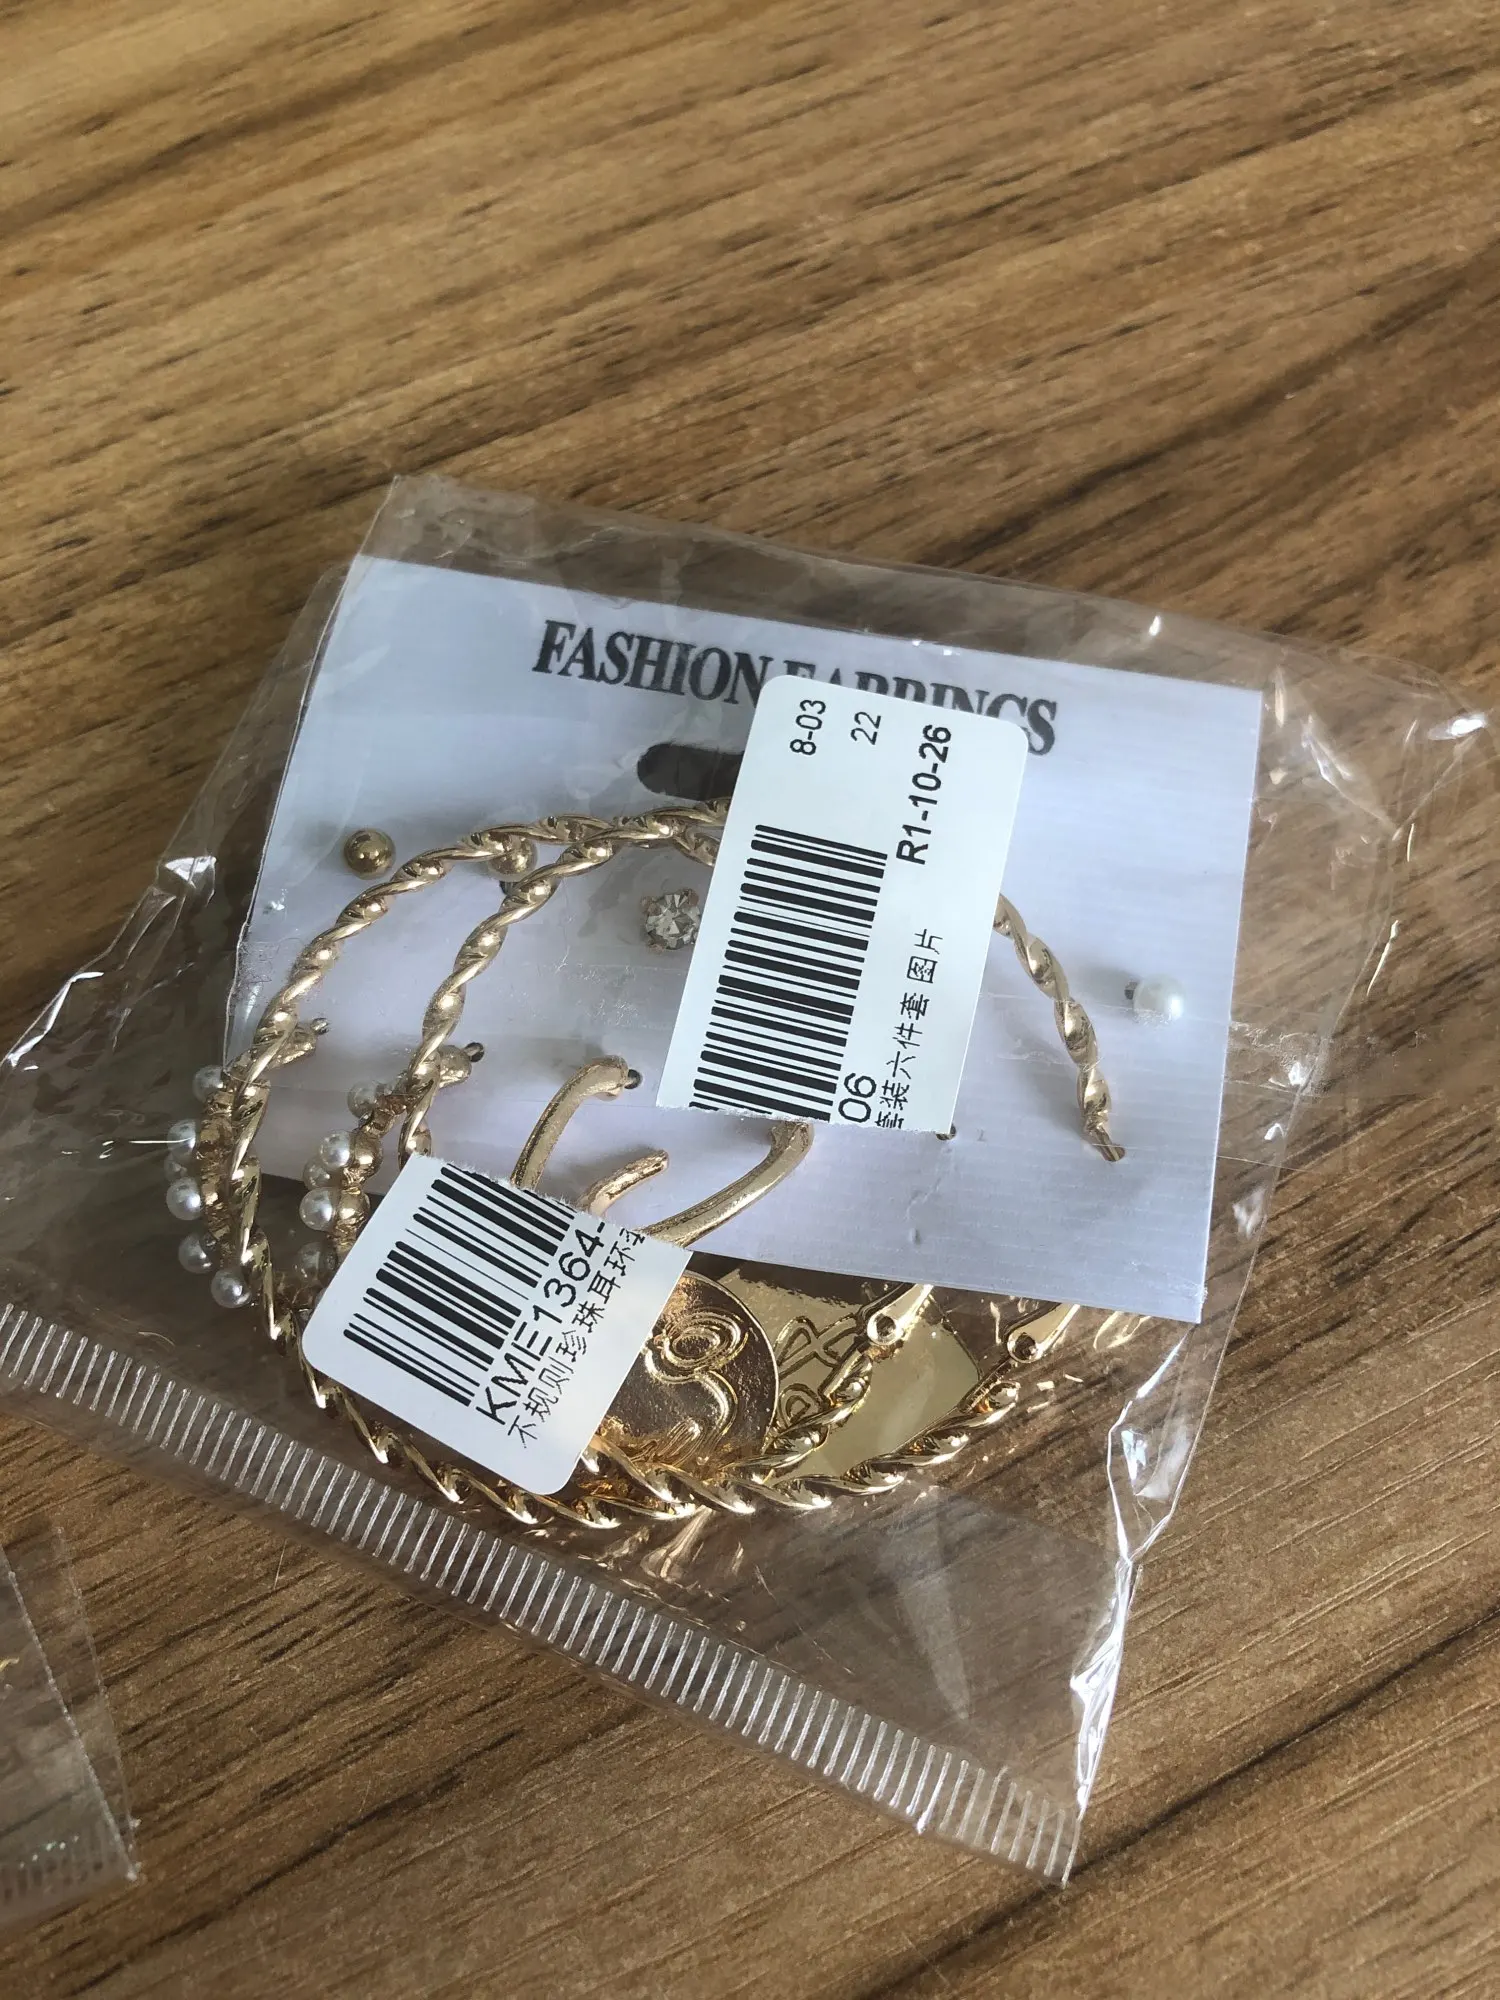 FASHION EARRINGS
8-03
22
R1-10-26
06
套装六件套 图片
KME1364-
不规则珍珠耳环套